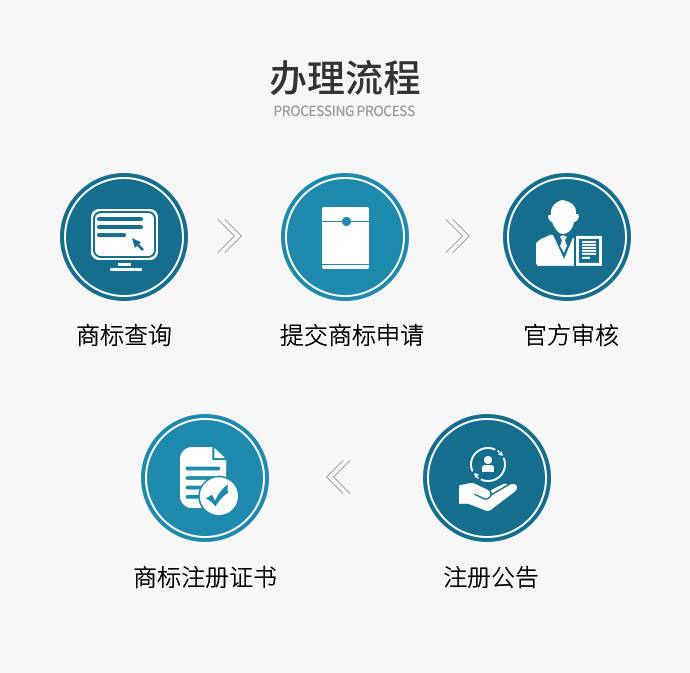 办理流程
PROCESSING PROCESS
商标查询
提交商标申请
官方审核
商标注册证书
注册公告